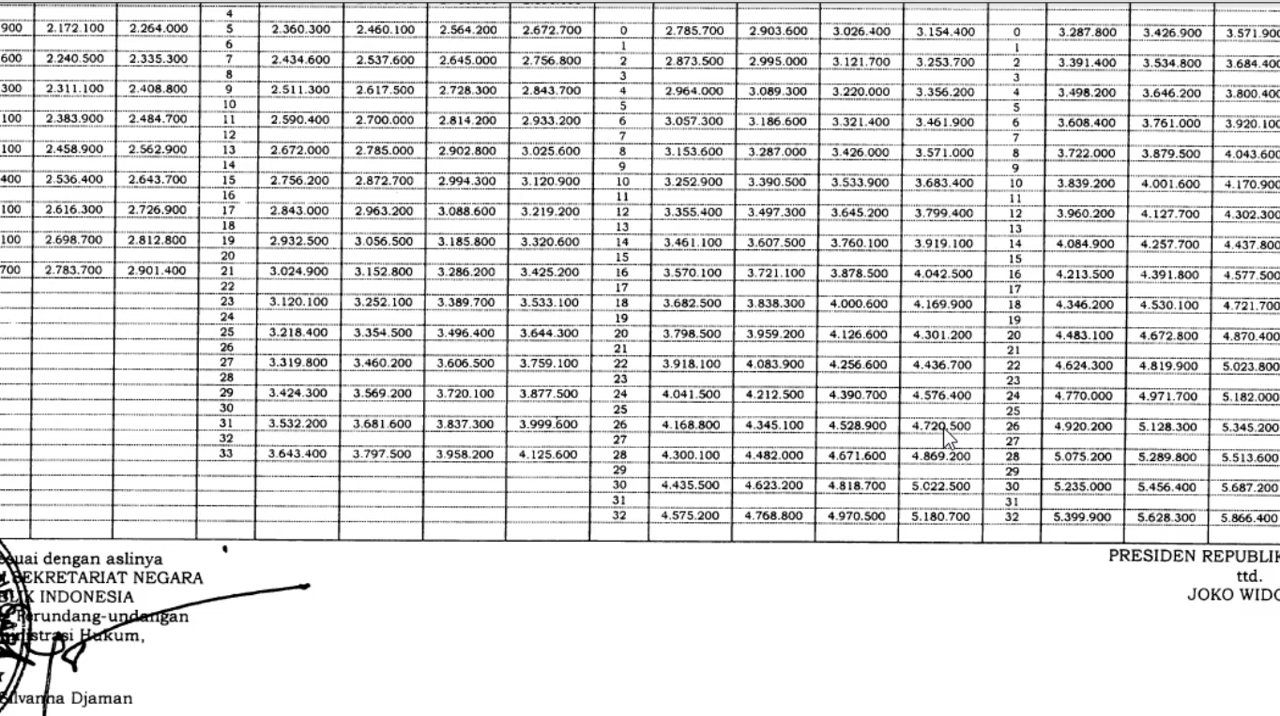 4
900 2.172.100 2.264.000 5 2.360.300 2.460.100 2.564.200 2.672.700 0 2.785.700 2.903.600 3.026.400 3.154.400 0 3.287.800 3.426.900 3.571.900
6 1 1
600 2.240.500 2.335.300 7 2.434.600 2.537.600 2.645.000 2.756.800 2 2.873.500 2.995.000 3.121.700 3.253.700 2 3.391.400 3.534.800 3.684.400
8 3 3
300 2.311.100 2.408.800 9 2.511.300 2.617.500 2.728.300 2.843.700 4 2.964.000 3.089.300 3.220.000 3.356.200 4 3.498.200 3.646.200 3.800.400
10 5 5
100 2.383.900 2.484.700 11 2.590.400 2.700.000 2.814.200 2.933.200 6 3.057.300 3.186.600 3.321.400 3.461.900 6 3.608.400 3.761.000 3.920.100
12 7 7
100 2.458.900 2.562.900 13 2.672.000 2.785.000 2.902.800 3.025.600 8 3.153.600 3.287.000 3.426.000 3.571.000 8 3.722.000 3.879.500 4.043.600
14 9 9
400 2.536.400 2.643.700 15 2.756.200 2.872.700 2.994.300 3.120.900 10 3.252.900 3.390.500 3.533.900 3.683.400 10 3.839.200 4.001.600 4.170.900
16 11 11
100 2.616.300 2.726.900 17 2.843.000 2.963.200 3.088.600 3.219.200 12 3.355.400 3.497.300 3.645.200 3.799.400 12 3.960.200 4.127.700 4.302.300
18 13 13
100 2.698.700 2.812.800 19 2.932.500 3.056.500 3.185.800 3.320.600 14 3.461.100 3.607.500 3.760.100 3.919.100 14 4.084.900 4.257.700 4.437.800
20 15 15
700 2.783.700 2.901.400 21 3.024.900 3.152.800 3.286.200 3.425.200 16 3.570.100 3.721.100 3.878.500 4.042.500 16 4.213.500 4.391.800 4.577.500
22 17 17
23 3.120.100 3.252.100 3.389.700 3.533.100 18 3.682.500 3.838.300 4.000.600 4.169.900 18 4.346.200 4.530.100 4.721.700
24 19 19
25 3.218.400 3.354.500 3.496.400 3.644.300 20 3.798.500 3.959.200 4.126.600 4.301.200 20 4.483.100 4.672.800 4.870.400
26 21 21
27 3.319.800 3.460.200 3.606.500 3.759.100 22 3.918.100 4.083.900 4.256.600 4.436.700 22 4.624.300 4.819.900 5.023.800
28 23 23
29 3.424.300 3.569.200 3.720.100 3.877.500 24 4.041.500 4.212.500 4.390.700 4.576.400 24 4.770.000 4.971.700 5.182.000
30 25 25
31 3.532.200 3.681.600 3.837.300 3.999.600 26 4.168.800 4.345.100 4.528.900 4.720.500 26 4.920.200 5.128.300 5.345.200
32 27 27
33 3.643.400 3.797.500 3.958.200 4.125.600 28 4.300.100 4.482.000 4.671.600 4.869.200 28 5.075.200 5.289.800 5.513.600
29 29
30 4.435.500 4.623.200 4.818.700 5.022.500 30 5.235.000 5.456.400 5.687.200
31 31
32 4.575.200 4.768.800 4.970.500 5.180.700 32 5.399.900 5.628.300 5.866.400
suai dengan aslinya
SEKRETARIAT NEGARA
INDONESIA
Perundang-undangan
Hukum,
Silvanna Djaman
PRESIDEN REPUBLIK
ttd.
JOKO WIDO